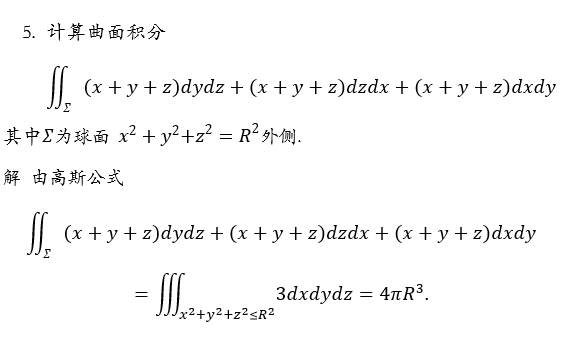 5. 计算曲面积分
∬_Σ (x + y + z)dydz + (x + y + z)dzdx + (x + y + z)dxdy
其中Σ为球面 x² + y²+z² = R²外侧.
解 由高斯公式
∬_Σ (x + y + z)dydz + (x + y + z)dzdx + (x + y + z)dxdy
= ∭_{x²+y²+z²≤R²} 3dxdydz = 4πR³.